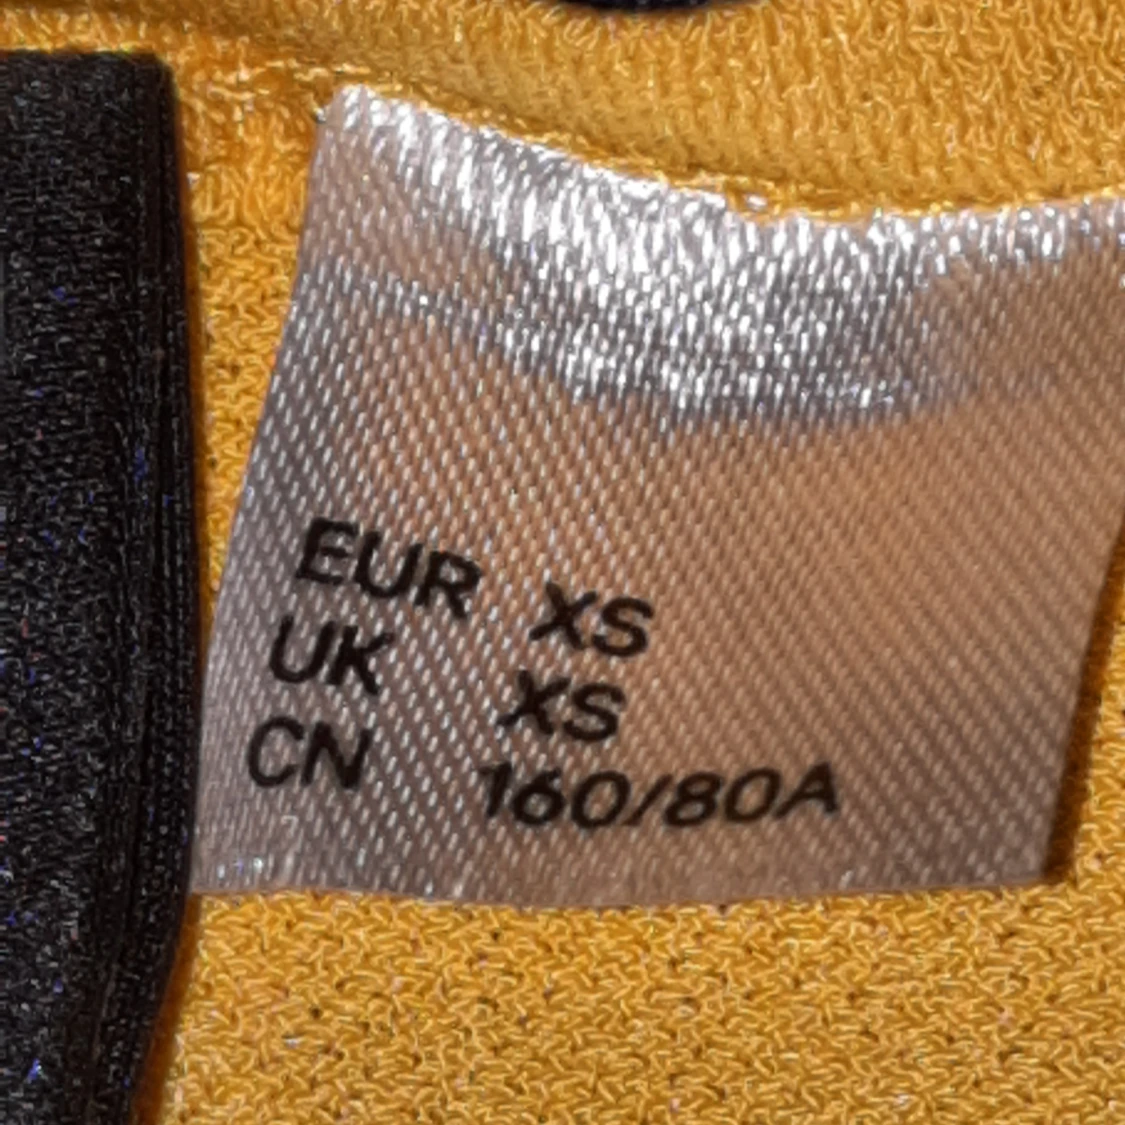 EUR XS
UK XS
CN 160/80A